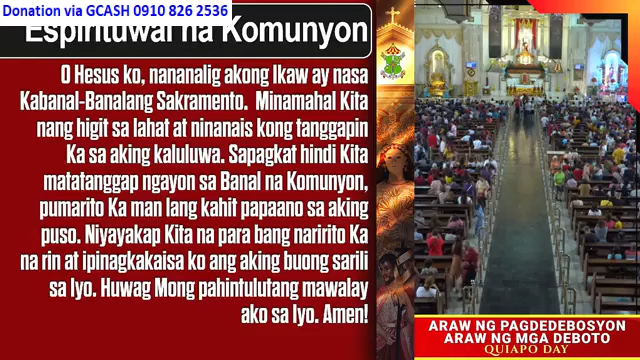 Donation via GCASH 0910 826 2536
Espirituwal na Komunyon
O Hesus ko, nananalig akong Ikaw ay nasa
Kabanal-Banalang Sakramento. Minamahal Kita
nang higit sa lahat at ninanais kong tanggapin
Ka sa aking kaluluwa. Sapagkat hindi Kita
matatanggap ngayon sa Banal na Komunyon,
pumarito Ka man lang kahit papaano sa aking
puso. Niyayakap Kita na para bang naririto Ka
na rin at ipinagkakaisa ko ang aking buong sarili
sa Iyo. Huwag Mong pahintulutang mawalay
ako sa Iyo. Amen!
ARAW NG PAGDEDEBOSYON
ARAW NG MGA DEBOTO
QUIAPO DAY